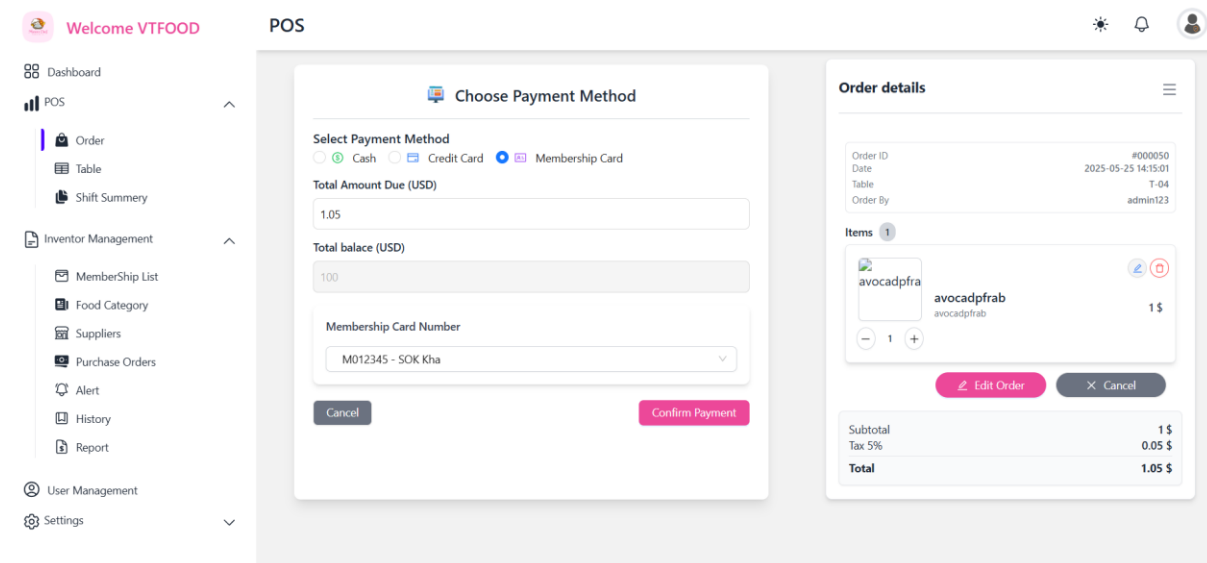 Welcome VTFOOD
POS
Dashboard
POS
Order
Table
Shift Summery
Inventor Management
MemberShip List
Food Category
Suppliers
Purchase Orders
Alert
History
Report
User Management
Settings
Choose Payment Method
Select Payment Method
Cash Credit Card Membership Card
Total Amount Due (USD)
1.05
Total balace (USD)
100
Membership Card Number
M012345 - SOK Kha
Cancel Confirm Payment
Order details
Order ID #000050
Date 2025-05-25 14:15:01
Table T-04
Order By admin123
Items 1
avocadpfra
avocadpfrab
avocadpfrab
1 $
1
Edit Order Cancel
Subtotal 1 $
Tax 5% 0.05 $
Total 1.05 $